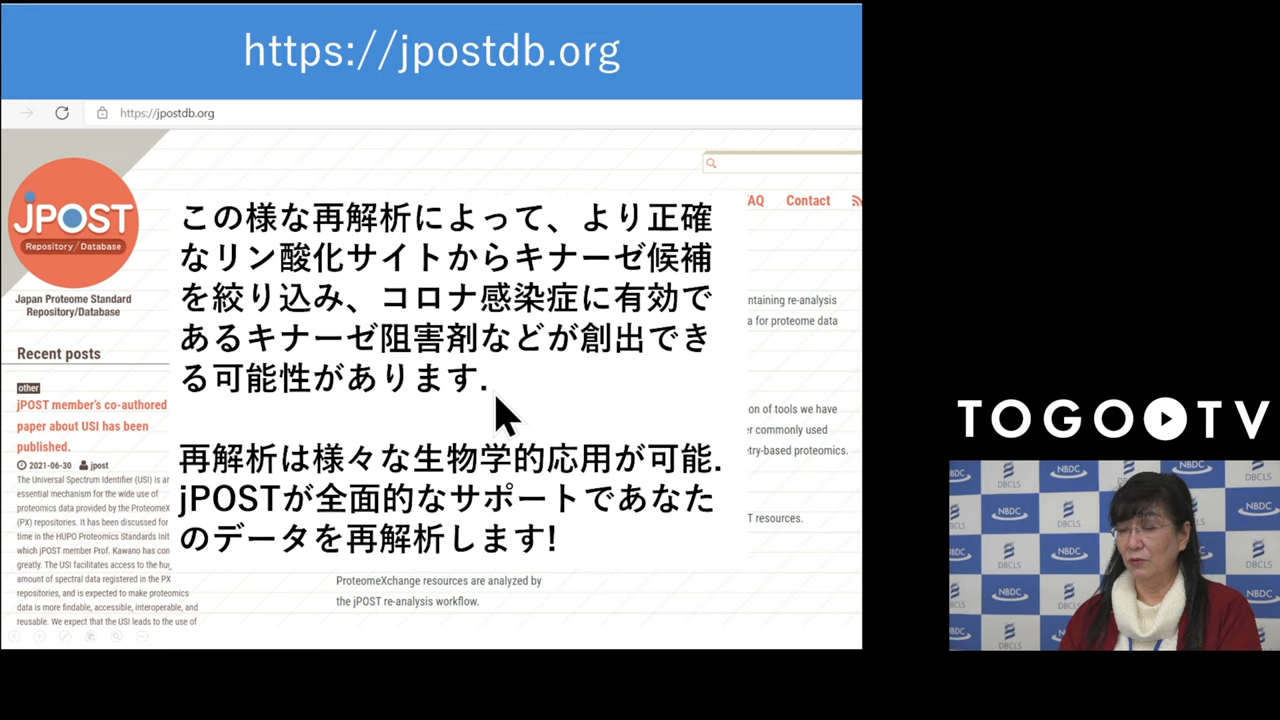 https://jpostdb.org
https://jpostdb.org
jPOST
Repository/Database
Japan Proteome Standard
Repository/Database
Recent posts
other
jPOST member's co-authored
paper about USI has been
published.
2021-06-30 jpost
The Universal Spectrum Identifier (USI) is an
essential mechanism for the wide use of
proteomics data provided by the ProteomeX
(PX) repositories. It has been discussed for
time in the HUPO Proteomics Standards Init
which jPOST member Prof. Kawano has con
greatly. The USI facilitates access to the hug
amount of spectral data registered in the PX
repositories, and is expected to make proteomics
data is more findable, accessible, interoperable, and
reusable. We expect that the USI leads to the use of
この様な再解析によって、より正確
なリン酸化サイトからキナーゼ候補
を絞り込み、コロナ感染症に有効で
あるキナーゼ阻害剤などが創出でき
る可能性があります.
再解析は様々な生物学的応用が可能.
jPOSTが全面的なサポートであなた
のデータを再解析します!
ProteomeXchange resources are analyzed by
the jPOST re-analysis workflow.
AQ Contact
ntaining re-analysis
a for proteome data
on of tools we have
er commonly used
etry-based proteomics.
T resources.
TOGO TV
NBDC
DBCLS
NBDC
DBCLS
NBDC
DBCLS
NBDC
DBCLS
NBDC
DBCLS